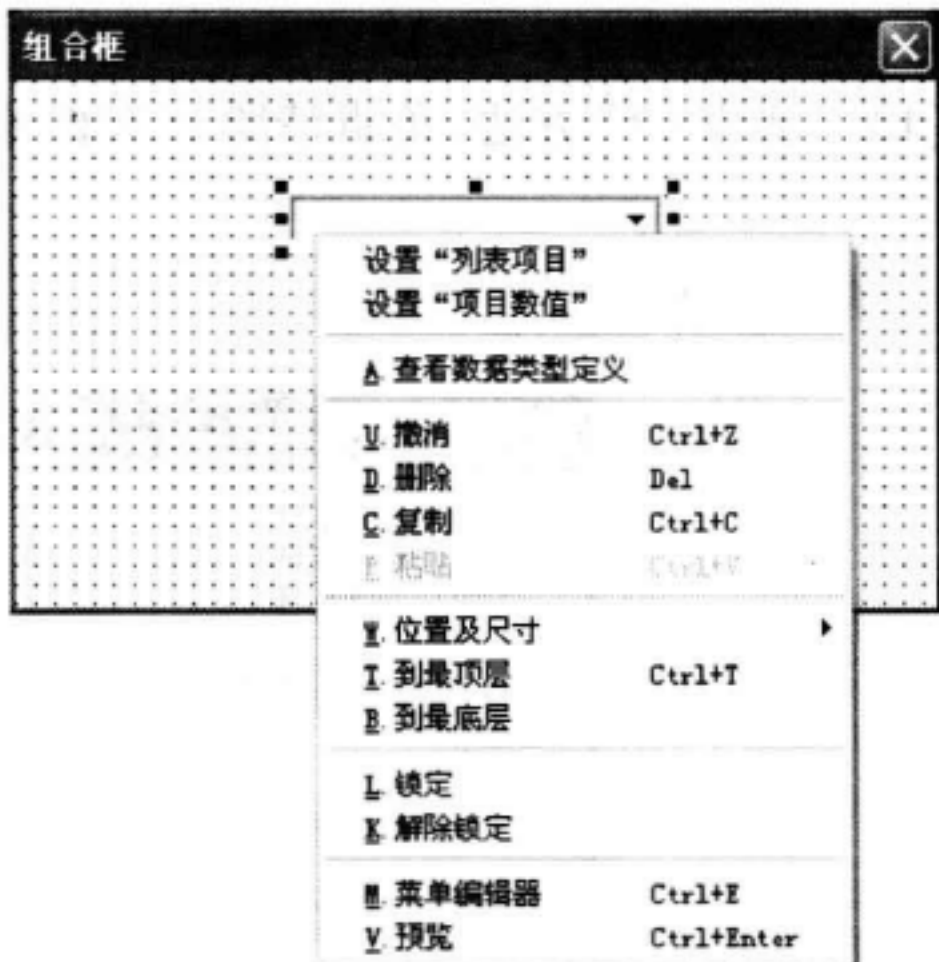 组合框
设置“列表项目”
设置“项目数值”
A.查看数据类型定义
U.撤消 Ctrl+Z
D.删除 Del
C.复制 Ctrl+C
P.粘贴 Ctrl+V
W.位置及尺寸
T.到最顶层 Ctrl+T
B.到最底层
L.锁定
K.解除锁定
M.菜单编辑器 Ctrl+E
V.预览 Ctrl+Enter